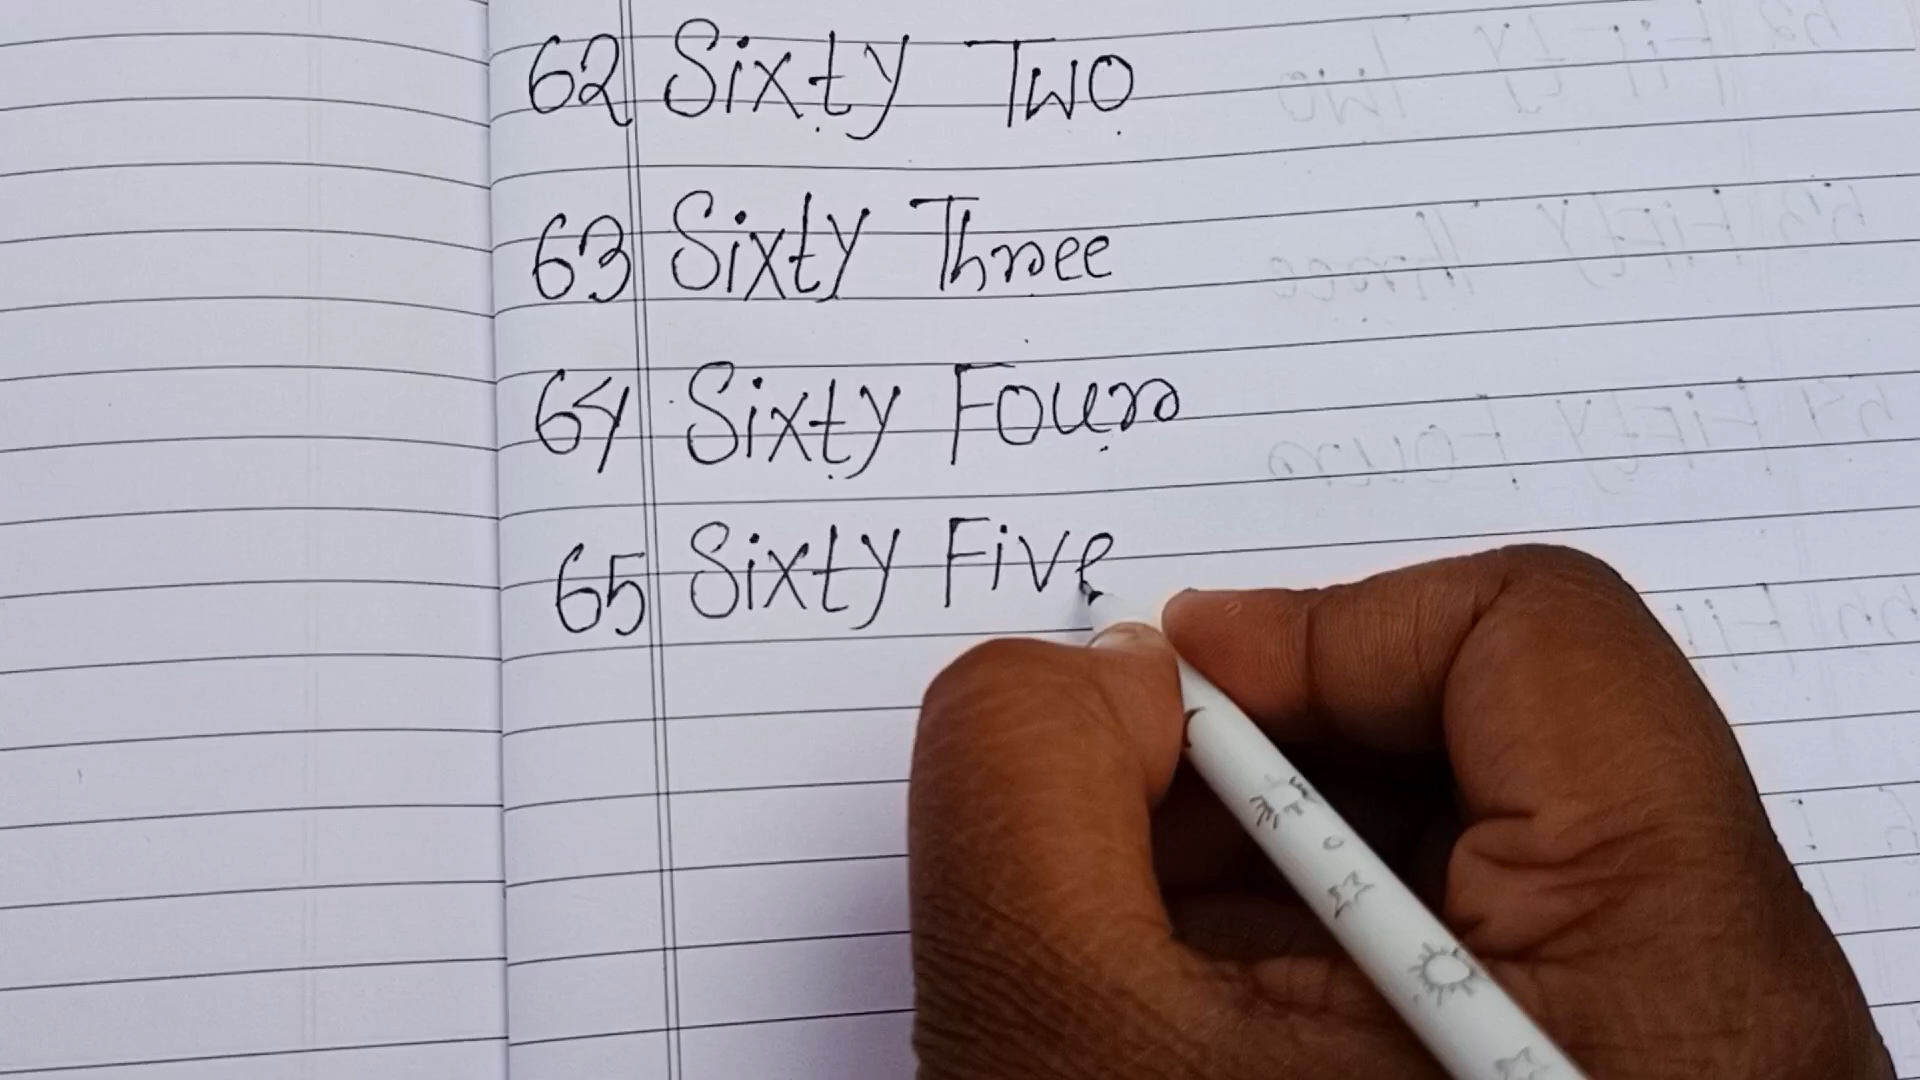 62 Sixty Two
63 Sixty Three
64 Sixty Four
65 Sixty Five